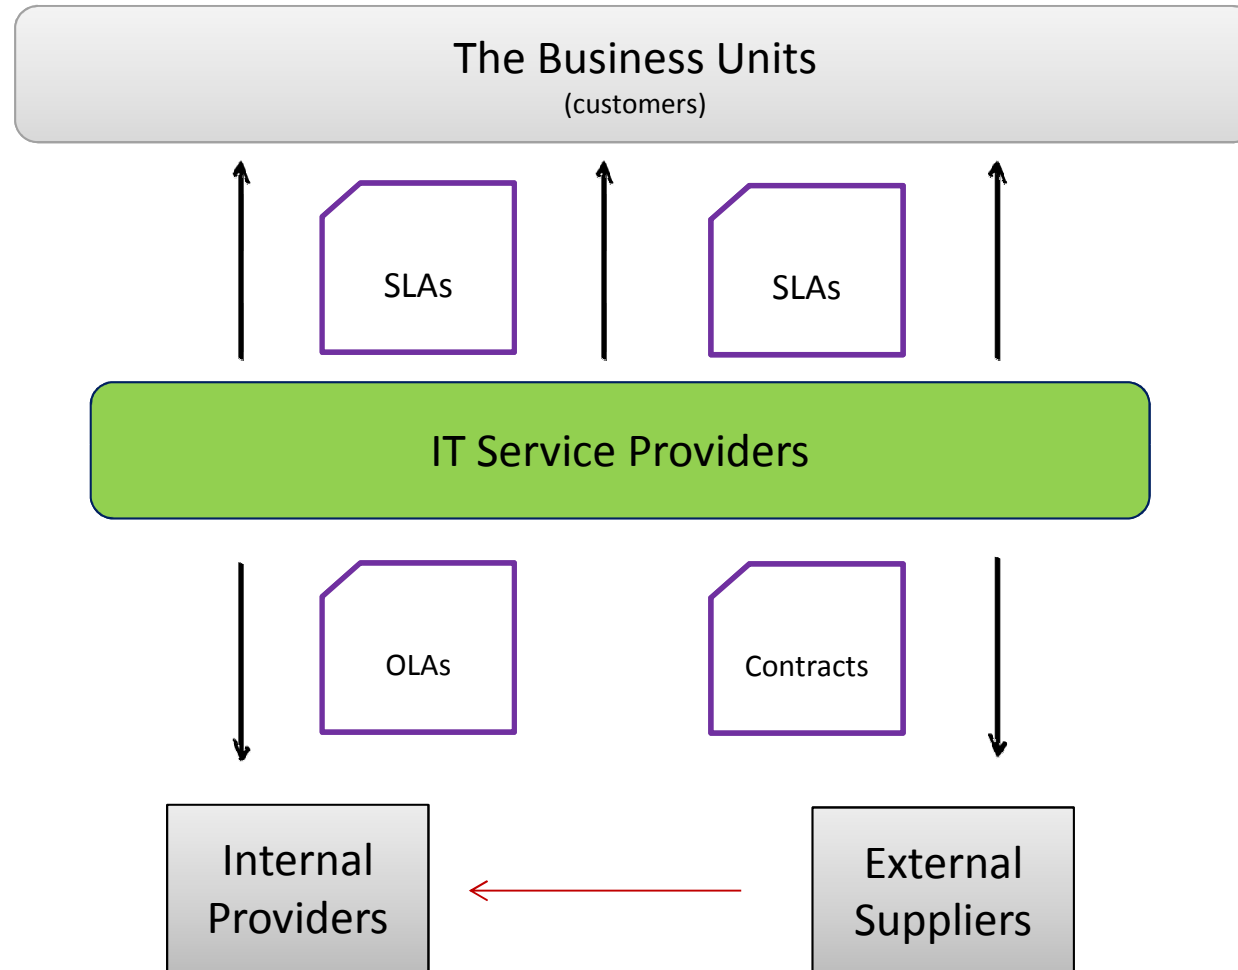 The Business Units
(customers)
SLAs
SLAs
IT Service Providers
OLAs
Contracts
Internal
Providers
External
Suppliers